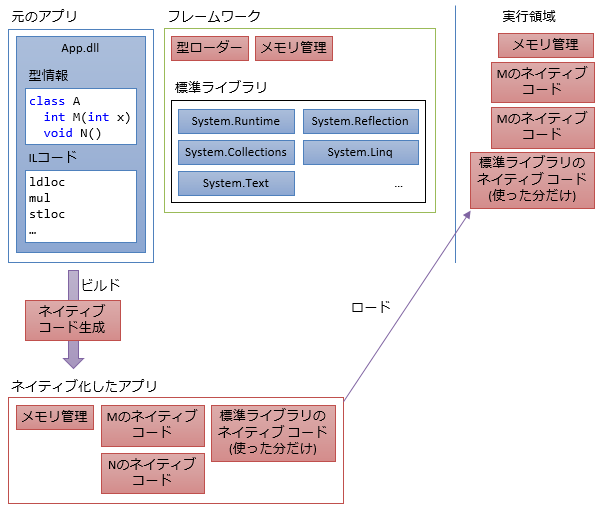 元のアプリ
App.dll
型情報
class A
int M(int x)
void N()
ILコード
ldloc
mul
stloc
…
フレームワーク
型ローダー
メモリ管理
標準ライブラリ
System.Runtime
System.Reflection
System.Collections
System.Linq
System.Text
…
実行領域
メモリ管理
Mのネイティブ
コード
Mのネイティブ
コード
標準ライブラリの
ネイティブ コード
(使った分だけ)
ビルド
ネイティブ
コード生成
ロード
ネイティブ化したアプリ
メモリ管理
Mのネイティブ
コード
Nのネイティブ
コード
標準ライブラリの
ネイティブ コード
(使った分だけ)